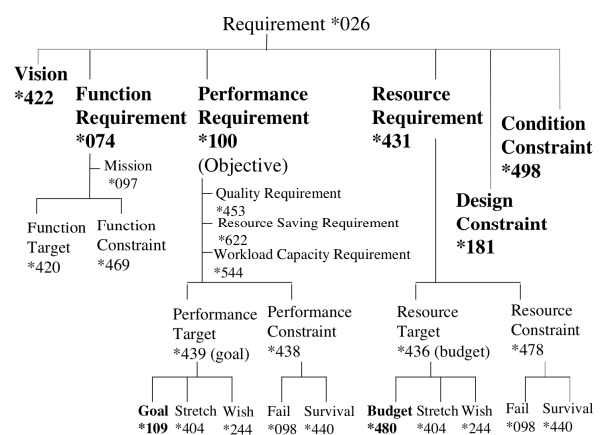 Requirement *026
Vision
*422
Function
Requirement
*074
Performance
Requirement
*100
(Objective)
Resource
Requirement
*431
Condition
Constraint
*498
Design
Constraint
*181
Mission
*097
Function
Target
*420
Function
Constraint
*469
Quality Requirement
*453
Resource Saving Requirement
*622
Workload Capacity Requirement
*544
Performance
Target
*439 (goal)
Performance
Constraint
*438
Resource
Target
*436 (budget)
Resource
Constraint
*478
Goal
*109
Stretch
*404
Wish
*244
Fail
*098
Survival
*440
Budget
*480
Stretch
*404
Wish
*244
Fail
*098
Survival
*440